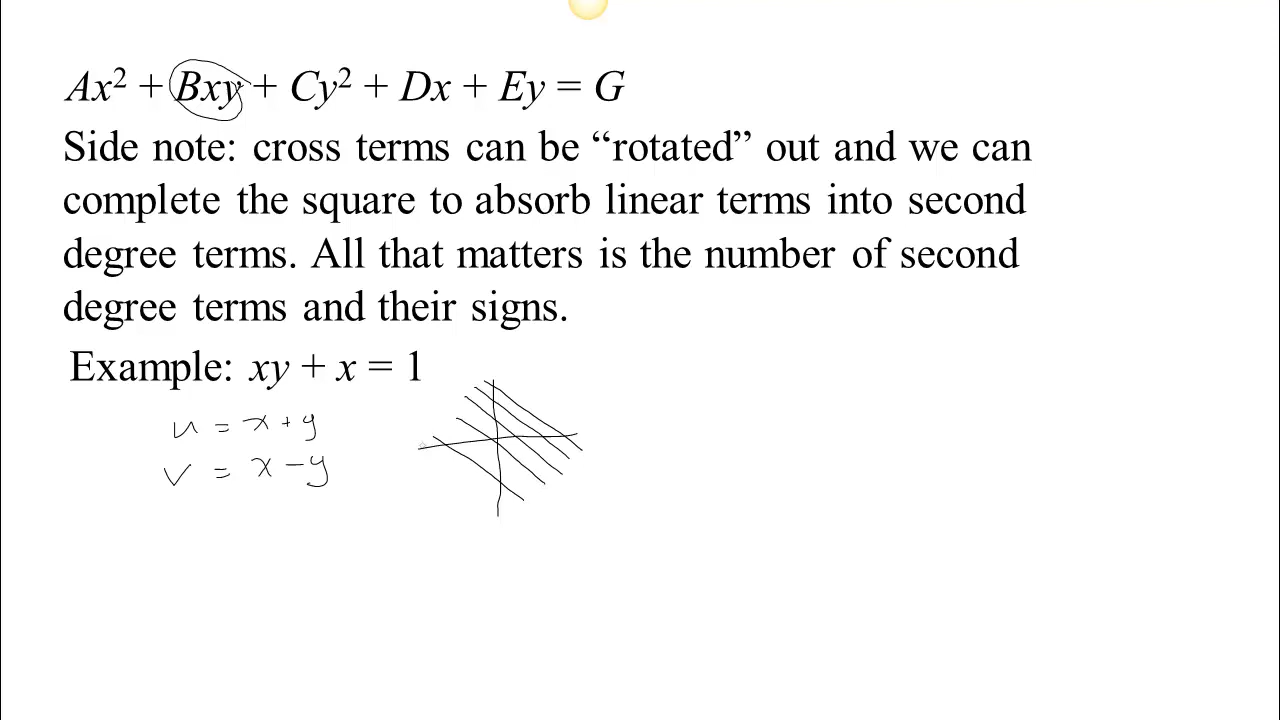 Ax² + Bxy + Cy² + Dx + Ey = G
Side note: cross terms can be “rotated” out and we can
complete the square to absorb linear terms into second
degree terms. All that matters is the number of second
degree terms and their signs.
Example: xy + x = 1
u = x + y
v = x - y